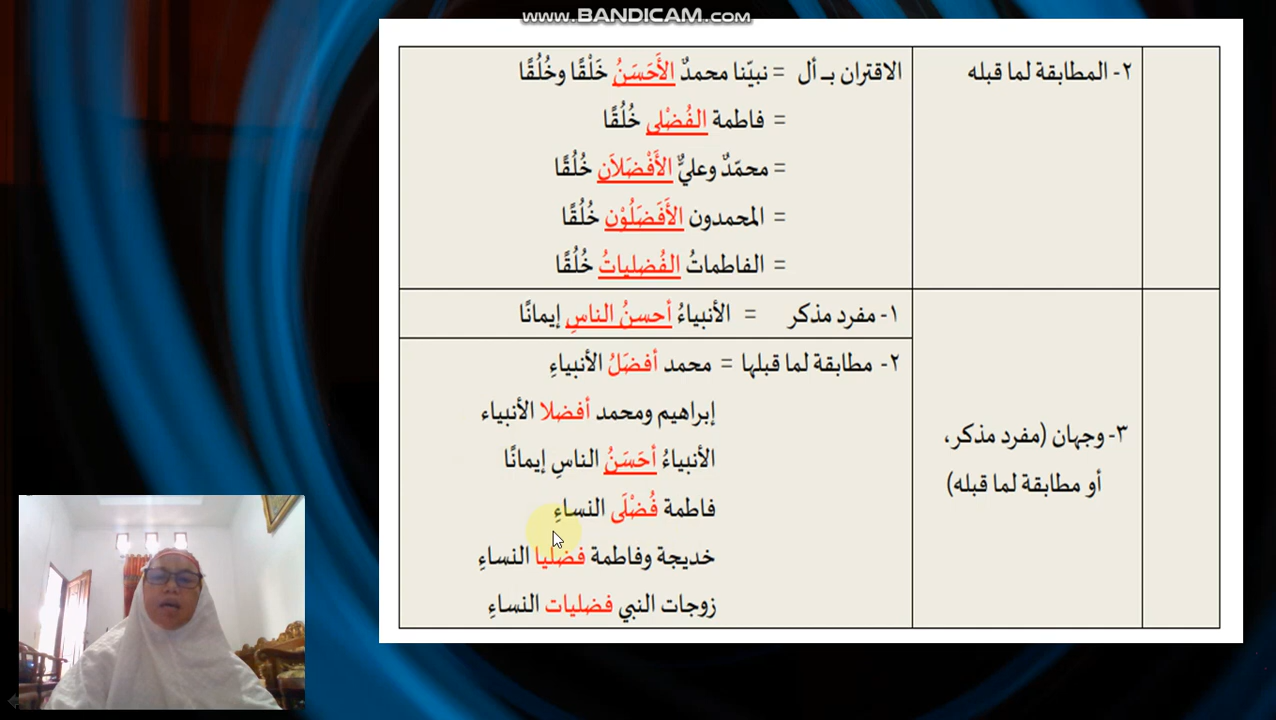 www.BANDICAM.com
٢- المطابقة لما قبله
الاقتران بـ أل = نبيّنا محمدٌ الأَحَسَنُ خَلْقًا وخُلُقًا
= فاطمة الفُضْلى خُلُقًا
= محمّدٌ وعليٌّ الأَفْضَلاَنِ خُلُقًا
= المحمدون الأَفَضَلُوْن خُلُقًا
= الفاطماتُ الفُضلياتُ خُلُقًا
٣- وجهان (مفرد مذكر،
أو مطابقة لما قبله)
١- مفرد مذكر = الأنبياءُ أحسنُ الناسِ إيمانًا
٢- مطابقة لما قبلها = محمد أفضَلُ الأنبياءِ
إبراهيم ومحمد أفضلا الأنبياء
الأنبياءُ أحَسَنُ الناسِ إيمانًا
فاطمة فُضْلَى النساءِ
خديجة وفاطمة فضليا النساءِ
زوجات النبي فضليات النساءِ